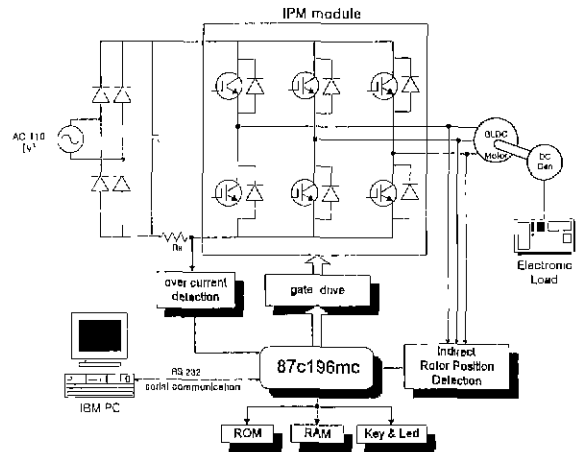 IPM module
AC 110
[V]
BLDC
Motor
DC
Gen
Rs
Electronic
Load
over current
detection
gate drive
87c196mc
Indirect
Rotor Position
Detection
RS 232
serial communication
IBM PC
ROM
RAM
Key & Led